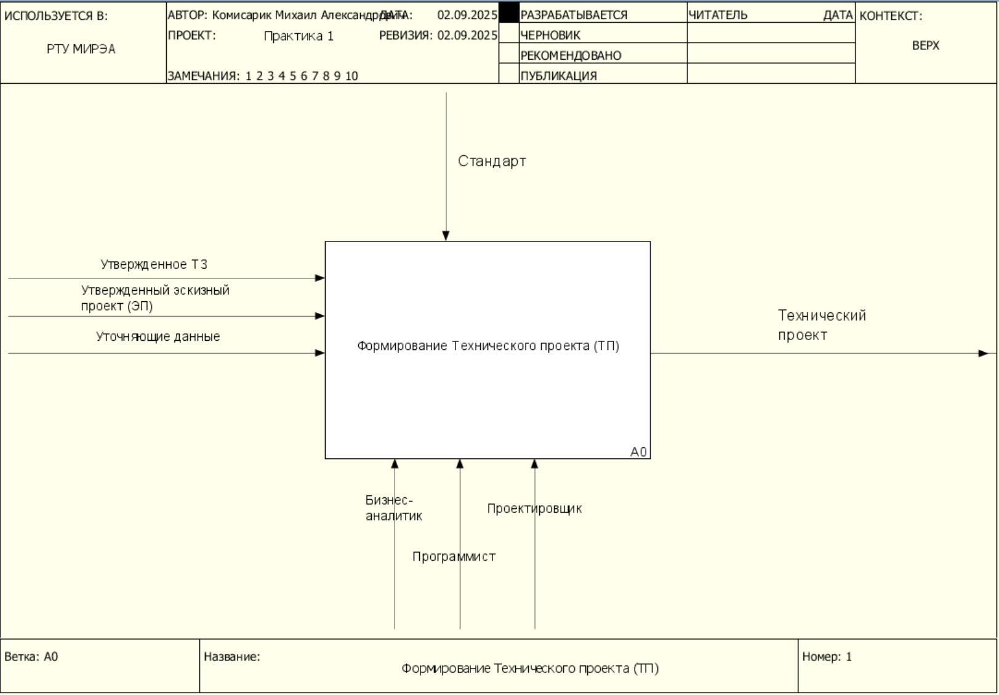 ИСПОЛЬЗУЕТСЯ В:
РТУ МИРЭА
АВТОР: Комисарик Михаил Александрович
ДАТА: 02.09.2025
ПРОЕКТ: Практика 1
РЕВИЗИЯ: 02.09.2025
ЗАМЕЧАНИЯ: 1 2 3 4 5 6 7 8 9 10
РАЗРАБАТЫВАЕТСЯ
ЧЕРНОВИК
РЕКОМЕНДОВАНО
ПУБЛИКАЦИЯ
ЧИТАТЕЛЬ ДАТА
КОНТЕКСТ:
ВЕРХ
Стандарт
Утвержденное ТЗ
Утвержденный эскизный
проект (ЭП)
Уточняющие данные
Формирование Технического проекта (ТП)
A0
Технический
проект
Бизнес-
аналитик
Программист
Проектировщик
Ветка: A0
Название:
Формирование Технического проекта (ТП)
Номер: 1